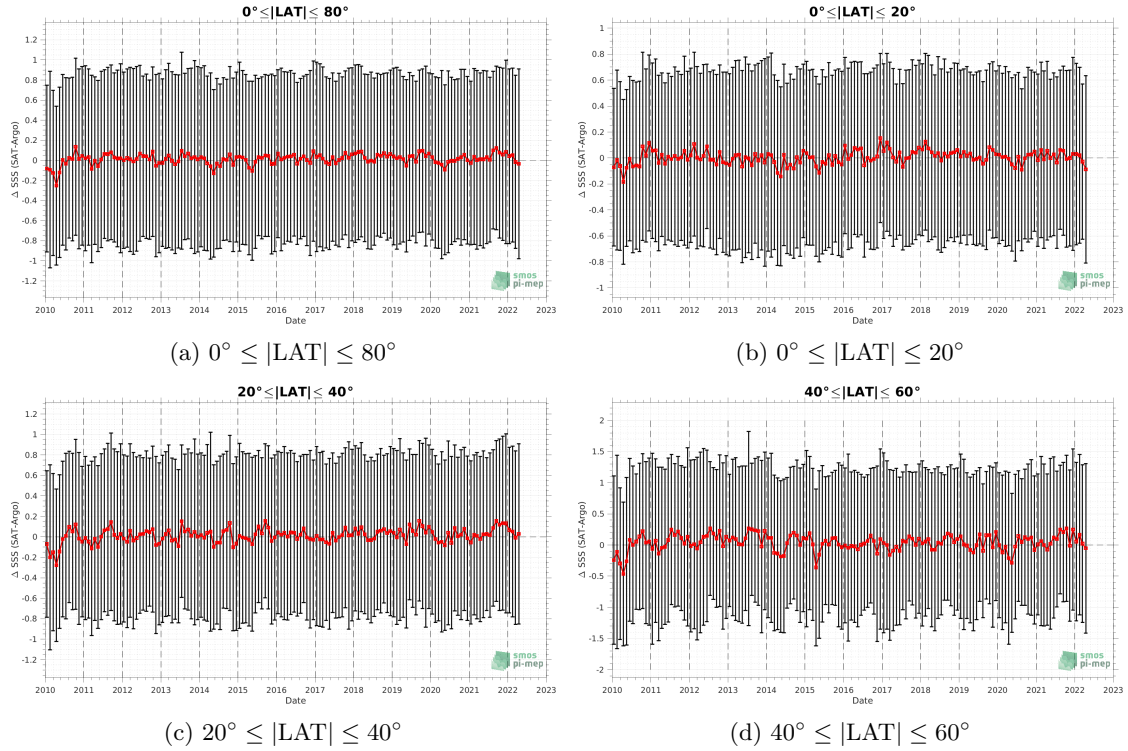 0°≤|LAT|≤ 80°
1.2
1
0.8
0.6
0.4
0.2
0
-0.2
-0.4
-0.6
-0.8
-1
-1.2
Δ SSS (SAT-Argo)
smos
pi-mep
2010 2011 2012 2013 2014 2015 2016 2017 2018 2019 2020 2021 2022 2023
Date
(a) 0° ≤ |LAT| ≤ 80°
0°≤|LAT|≤ 20°
1
0.8
0.6
0.4
0.2
0
-0.2
-0.4
-0.6
-0.8
-1
Δ SSS (SAT-Argo)
smos
pi-mep
2010 2011 2012 2013 2014 2015 2016 2017 2018 2019 2020 2021 2022 2023
Date
(b) 0° ≤ |LAT| ≤ 20°
20°≤|LAT|≤ 40°
1.2
1
0.8
0.6
0.4
0.2
0
-0.2
-0.4
-0.6
-0.8
-1
-1.2
Δ SSS (SAT-Argo)
smos
pi-mep
2010 2011 2012 2013 2014 2015 2016 2017 2018 2019 2020 2021 2022 2023
Date
(c) 20° ≤ |LAT| ≤ 40°
40°≤|LAT|≤ 60°
2
1.5
1
0.5
0
-0.5
-1
-1.5
-2
Δ SSS (SAT-Argo)
smos
pi-mep
2010 2011 2012 2013 2014 2015 2016 2017 2018 2019 2020 2021 2022 2023
Date
(d) 40° ≤ |LAT| ≤ 60°